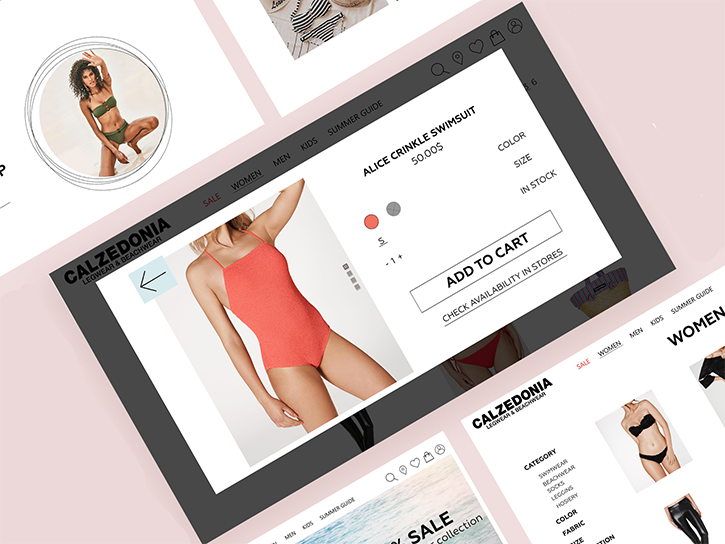 SALE
WOMEN
MEN
KIDS
SUMMER GUIDE
CALZEDONIA
LEGWEAR & BEACHWEAR
ALICE CRINKLE SWIMSUIT
50.00$
COLOR
SIZE
IN STOCK
S
- 1 +
ADD TO CART
CHECK AVAILABILITY IN STORES
6
SALE
WOMEN
MEN
KIDS
SUMMER GUIDE
WOMEN
CALZEDONIA
LEGWEAR & BEACHWEAR
CATEGORY
SWIMWEAR
BEACHWEAR
SOCKS
LEGGINS
HOSIERY
COLOR
FABRIC
MEN
KIDS
SUMMER GUIDE
% SALE
collection